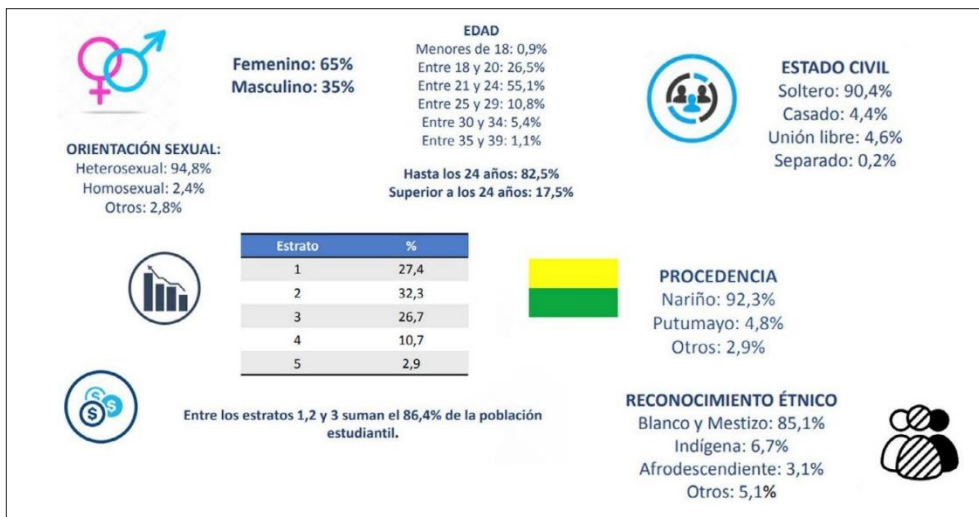 Femenino: 65%
Masculino: 35%
ORIENTACIÓN SEXUAL:
Heterosexual: 94,8%
Homosexual: 2,4%
Otros: 2,8%
EDAD
Menores de 18: 0,9%
Entre 18 y 20: 26,5%
Entre 21 y 24: 55,1%
Entre 25 y 29: 10,8%
Entre 30 y 34: 5,4%
Entre 35 y 39: 1,1%
Hasta los 24 años: 82,5%
Superior a los 24 años: 17,5%
ESTADO CIVIL
Soltero: 90,4%
Casado: 4,4%
Unión libre: 4,6%
Separado: 0,2%
Estrato %
1 27,4
2 32,3
3 26,7
4 10,7
5 2,9
Entre los estratos 1,2 y 3 suman el 86,4% de la población
estudiantil.
PROCEDENCIA
Nariño: 92,3%
Putumayo: 4,8%
Otros: 2,9%
RECONOCIMIENTO ÉTNICO
Blanco y Mestizo: 85,1%
Indígena: 6,7%
Afrodescendiente: 3,1%
Otros: 5,1%